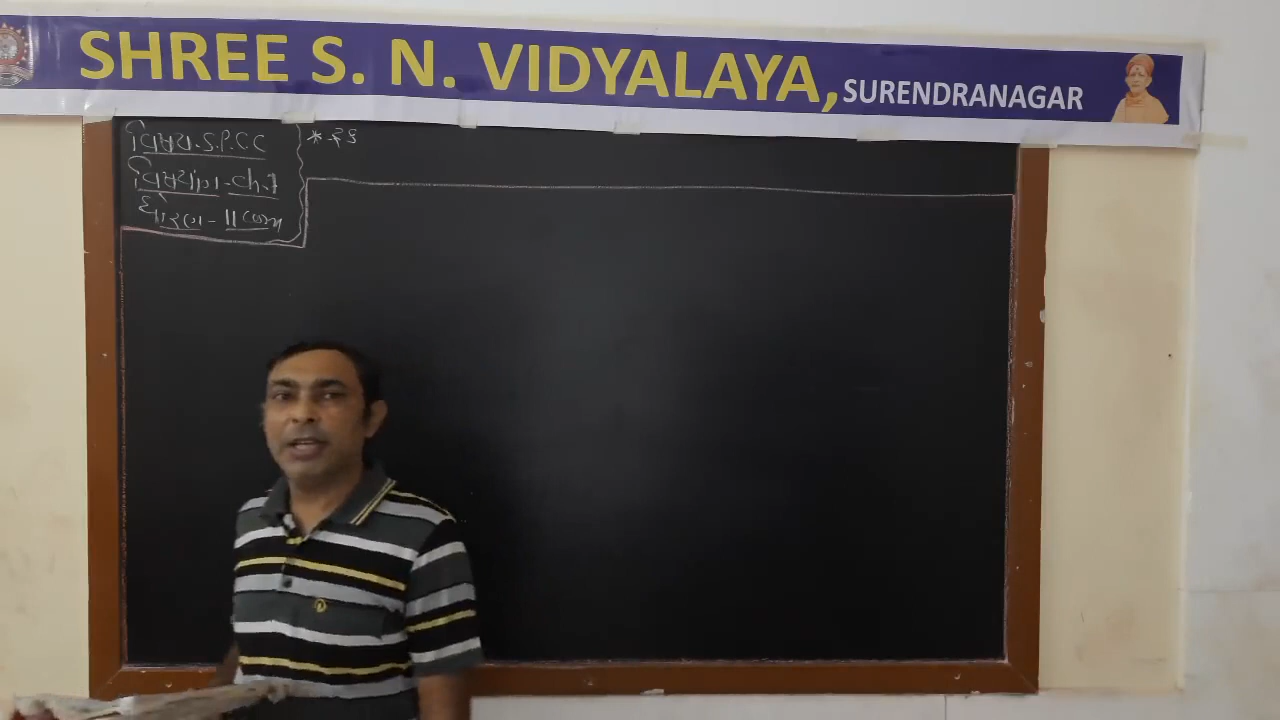 SHREE S. N. VIDYALAYA, SURENDRANAGAR
વિષય-S.P.C.C
વિષયાંગ-ch-1
ધોરણ - 11 કોમ